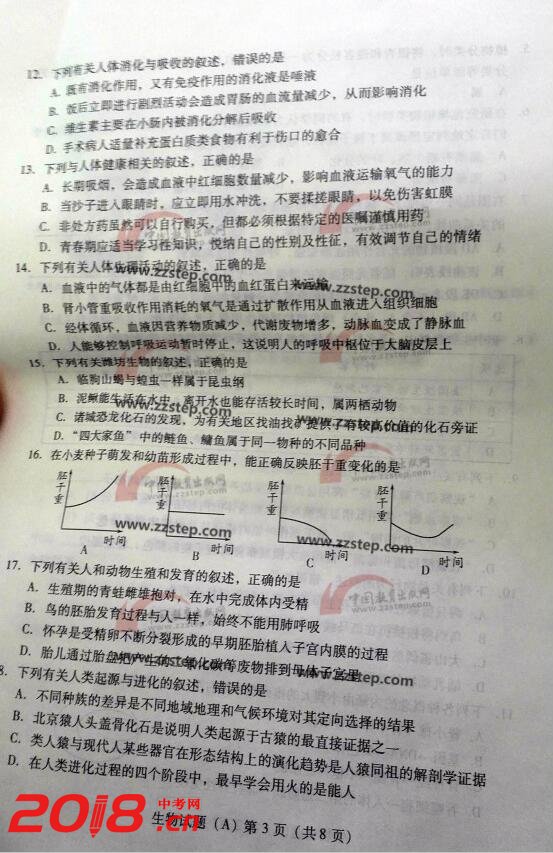 12. 下列有关人体消化与吸收的叙述，错误的是
A. 既有消化作用，又有免疫作用的消化液是唾液
B. 饭后立即进行剧烈活动会造成胃肠的血流量减少，从而影响消化
C. 维生素主要在小肠内被消化分解后吸收
D. 手术病人适量补充蛋白质类食物有利于伤口的愈合
13. 下列与人体健康相关的叙述，正确的是
A. 长期吸烟，会造成血液中红细胞数量减少，影响血液运输氧气的能力
B. 当沙子进入眼睛时，应立即用水冲洗，不要揉搓眼睛，以免伤害虹膜
C. 非处方药虽然可以自行购买，但都必须根据特定的医嘱谨慎用药
D. 青春期应适当学习性知识，悦纳自己的性别及性征，有效调节自己的情绪
14. 下列有关人体生理活动的叙述，正确的是
A. 血液中的气体都是由红细胞中的血红蛋白来运输
B. 肾小管重吸收作用消耗的氧气是通过扩散作用从血液进入组织细胞
C. 经体循环，血液因营养物质减少，代谢废物增多，动脉血变成了静脉血
D. 人能够控制呼吸运动暂时停止，这说明人的呼吸中枢位于大脑皮层上
15. 下列有关潍坊生物的叙述，正确的是
A. 临朐山蝎与蝗虫一样属于昆虫纲
B. 泥鳅能生活在水中，离开水也能存活较长时间，属两栖动物
C. 诸城恐龙化石的发现，为有关地区找油找矿提供了有较高价值的化石旁证
D. “四大家鱼”中的鲢鱼、鳙鱼属于同一物种的不同品种
16. 在小麦种子萌发和幼苗形成过程中，能正确反映胚干重变化的是
胚干重 胚干重 胚干重 胚干重
时间 时间 时间 时间
A B C D
17. 下列有关人和动物生殖和发育的叙述，正确的是
A. 生殖期的青蛙雌雄抱对，在水中完成体内受精
B. 鸟的胚胎发育过程与人一样，始终不能用肺呼吸
C. 怀孕是受精卵不断分裂形成的早期胚胎植入子宫内膜的过程
D. 胎儿通过胎盘把产生的二氧化碳等废物排到母体子宫里
8. 下列有关人类起源与进化的叙述，错误的是
A. 不同种族的差异是不同地域地理和气候环境对其定向选择的结果
B. 北京猿人头盖骨化石是说明人类起源于古猿的最直接证据之一
C. 类人猿与现代人某些器官在形态结构上的演化趋势是人猿同祖的解剖学证据
D. 在人类进化过程的四个阶段中，最早学会用火的是能人
生物试题（A）第 3 页（共 8 页）
中国教育出版网
www.zzstep.com
2018.cn
中考网